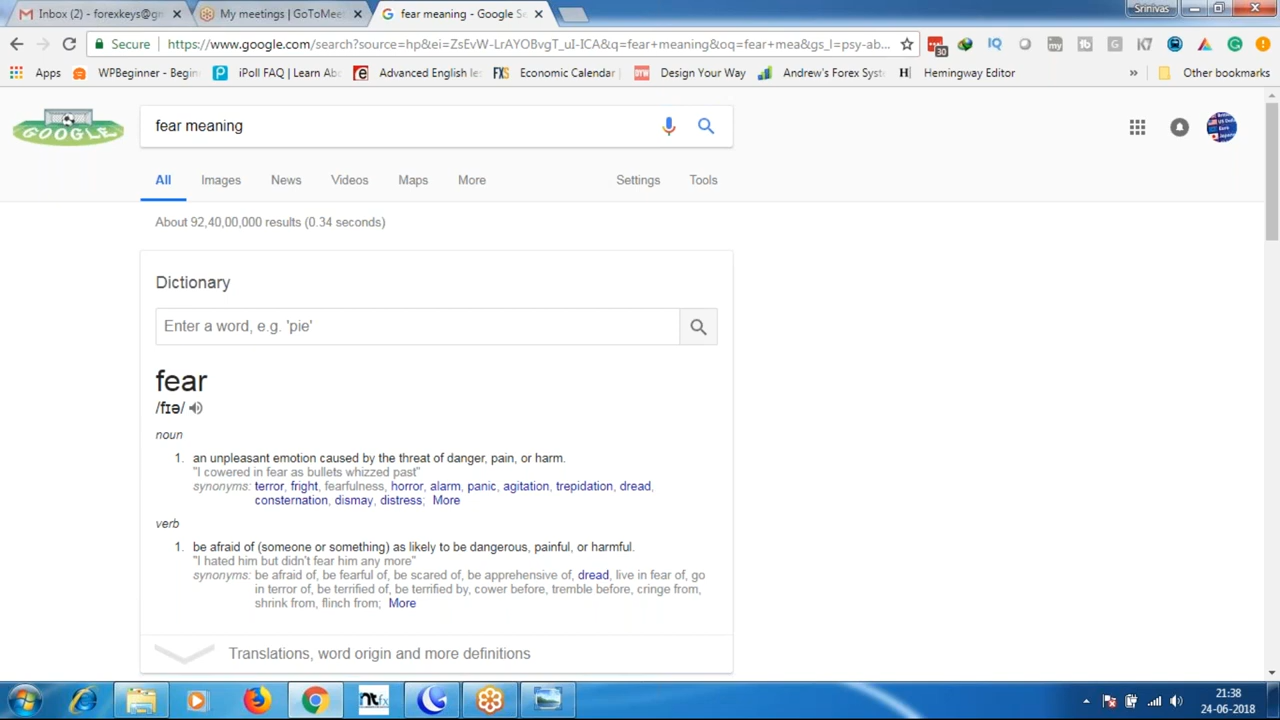 Inbox (2) - forexkeys@gm
My meetings | GoToMeet
fear meaning - Google Se
Srinivas
Secure
https://www.google.com/search?source=hp&ei=ZsEvW-LrAYOBvgT_uI-ICA&q=fear+meaning&oq=fear+mea&gs_l=psy-ab...
30
Apps
WPBeginner - Begin
iPoll FAQ | Learn Ab
Advanced English le
Economic Calendar
Design Your Way
Andrew's Forex Syst
Hemingway Editor
»
Other bookmarks
GOOGLE
fear meaning
All Images News Videos Maps More Settings Tools
About 92,40,00,000 results (0.34 seconds)
Dictionary
Enter a word, e.g. 'pie'
fear
/fɪə/
noun
1. an unpleasant emotion caused by the threat of danger, pain, or harm.
"I cowered in fear as bullets whizzed past"
synonyms: terror, fright, fearfulness, horror, alarm, panic, agitation, trepidation, dread,
consternation, dismay, distress; More
verb
1. be afraid of (someone or something) as likely to be dangerous, painful, or harmful.
"I hated him but didn't fear him any more"
synonyms: be afraid of, be fearful of, be scared of, be apprehensive of, dread, live in fear of, go
in terror of, be terrified of, be terrified by, cower before, tremble before, cringe from,
shrink from, flinch from; More
Translations, word origin and more definitions
21:38
24-06-2018